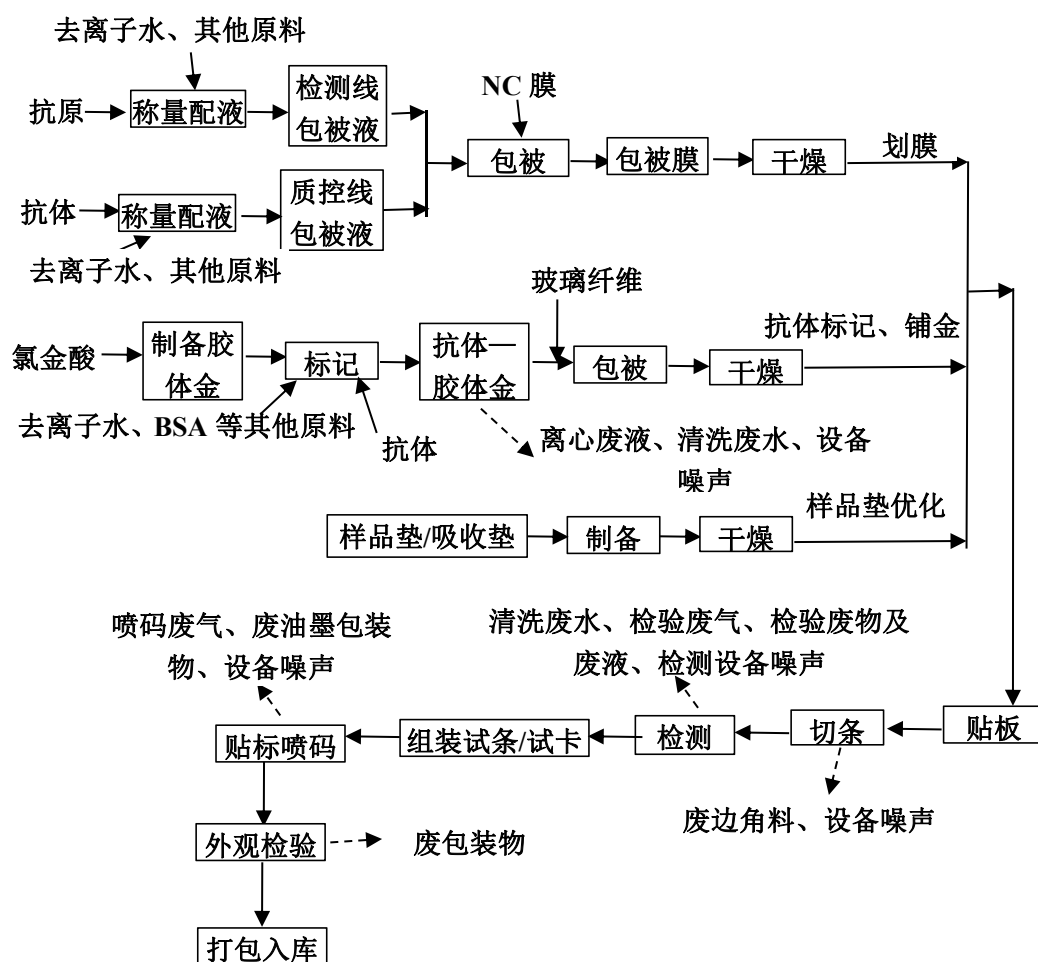 去离子水、其他原料
抗原
称量配液
检测线
包被液
NC 膜
包被
包被膜
干燥
划膜
抗体
称量配液
质控线
包被液
去离子水、其他原料
玻璃纤维
氯金酸
制备胶
体金
标记
抗体—
胶体金
包被
干燥
抗体标记、铺金
去离子水、BSA 等其他原料
抗体
离心废液、清洗废水、设备
噪声
样品垫/吸收垫
制备
干燥
样品垫优化
喷码废气、废油墨包装
物、设备噪声
清洗废水、检验废气、检验废物及
废液、检测设备噪声
贴标喷码
组装试条/试卡
检测
切条
贴板
废边角料、设备噪声
外观检验
废包装物
打包入库